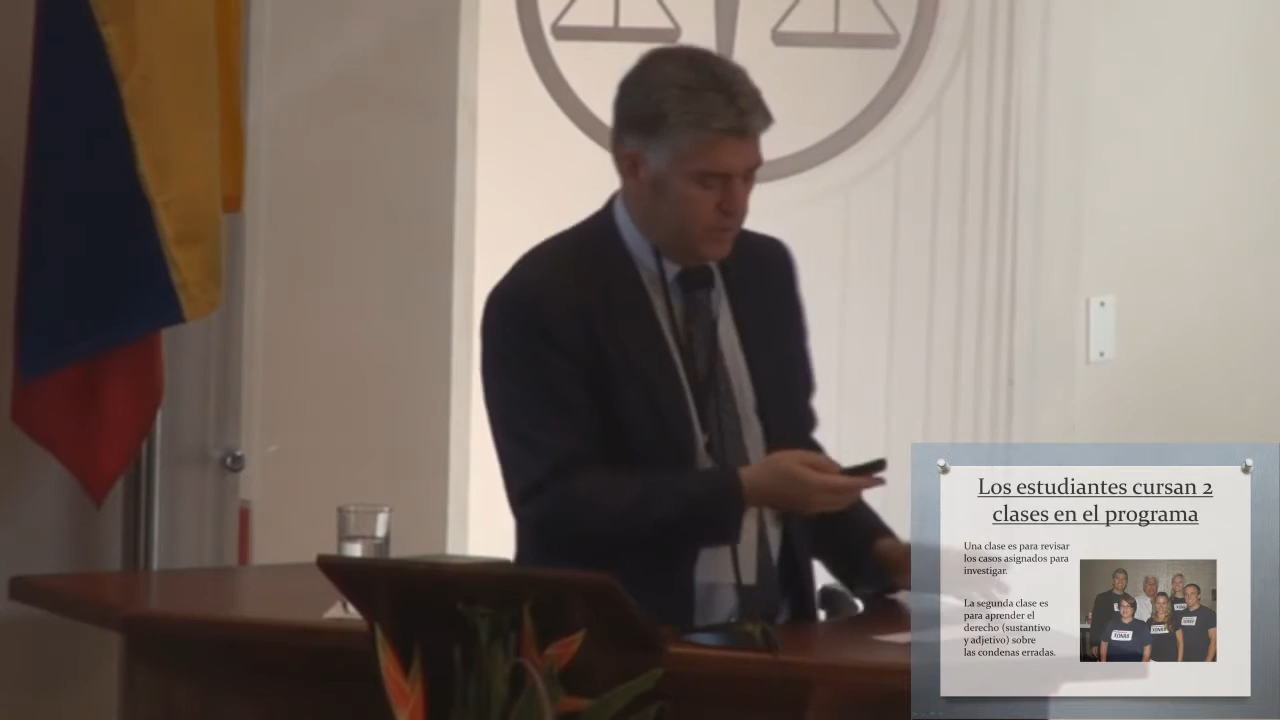 Los estudiantes cursan 2
clases en el programa
Una clase es para revisar
los casos asignados para
investigar.
La segunda clase es
para aprender el
derecho (sustantivo
y adjetivo) sobre
las condenas erradas.